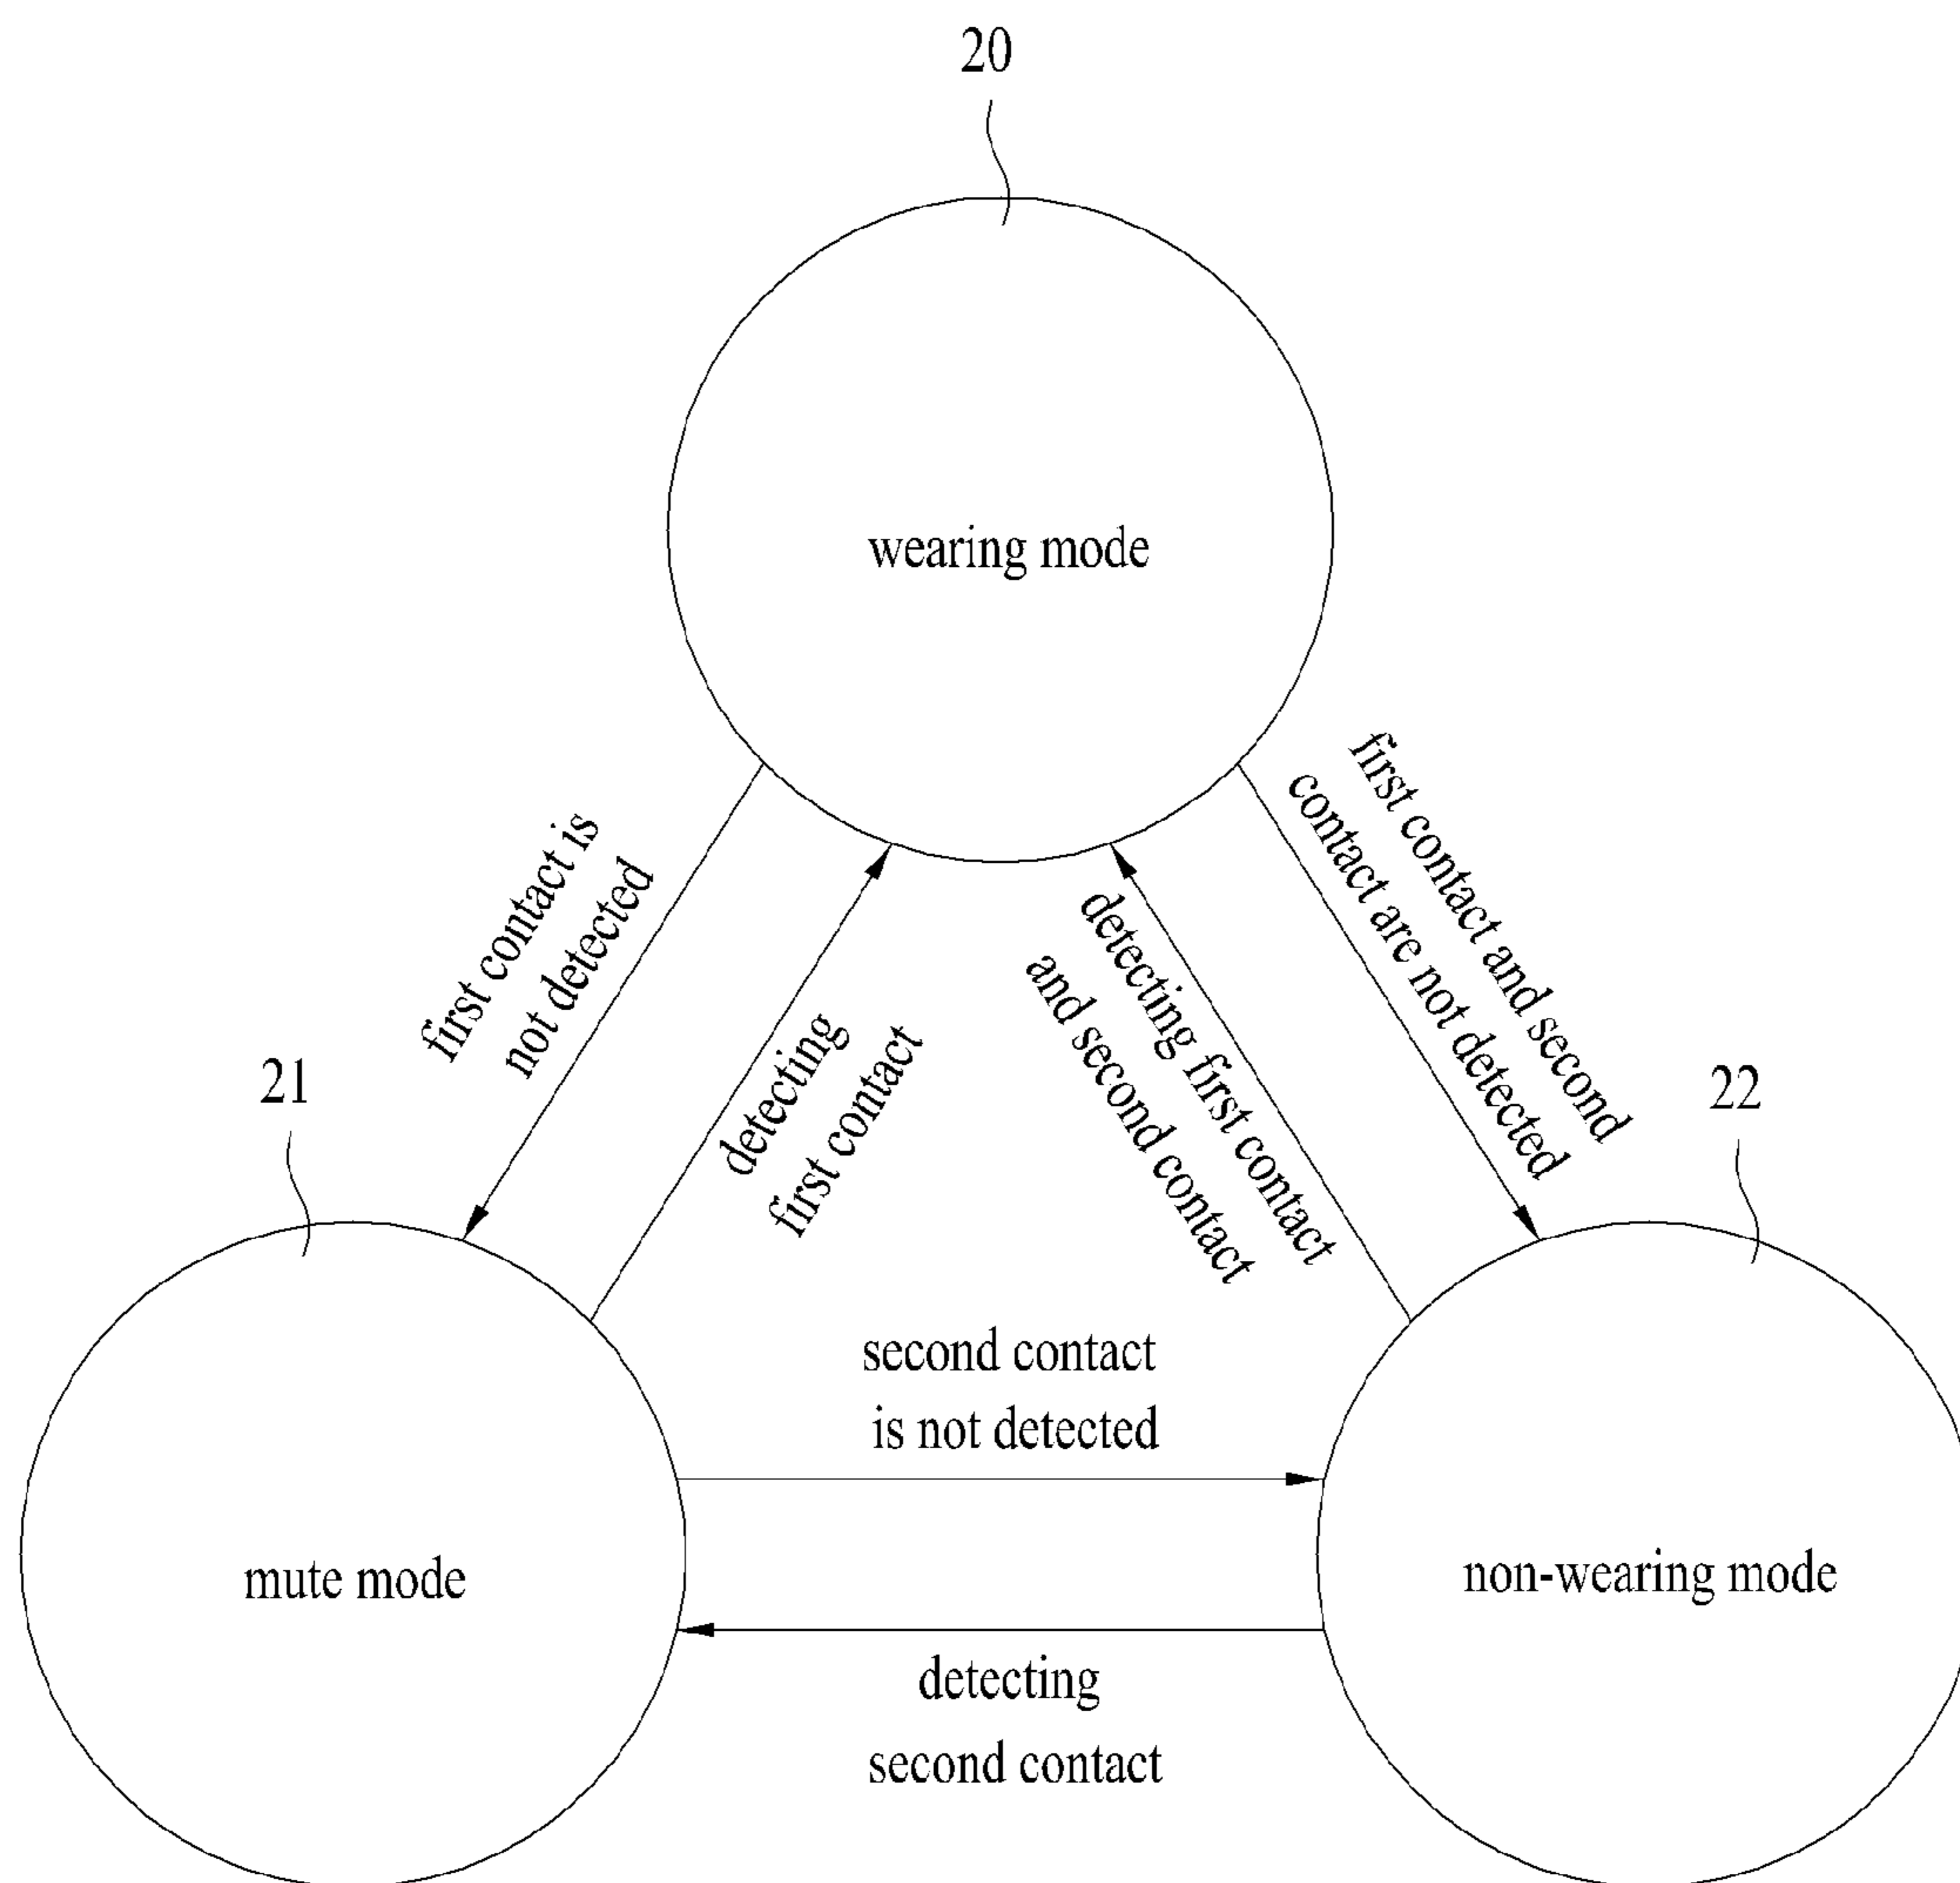 20
wearing mode
first contact is
not detected
detecting
first contact
detecting first contact
and second contact
first contact and second
contact are not detected
21
22
second contact
is not detected
mute mode
non-wearing mode
detecting
second contact